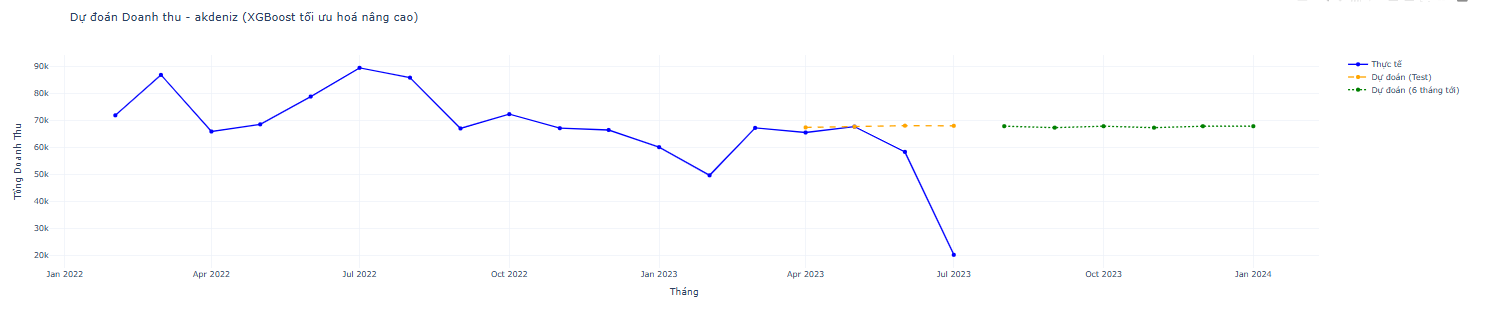 Dự đoán Doanh thu - akdeniz (XGBoost tối ưu hoá nâng cao)
Thực tế
Dự đoán (Test)
Dự đoán (6 tháng tới)
Tổng Doanh Thu
90k
80k
70k
60k
50k
40k
30k
20k
Jan 2022
Apr 2022
Jul 2022
Oct 2022
Jan 2023
Apr 2023
Jul 2023
Oct 2023
Jan 2024
Tháng